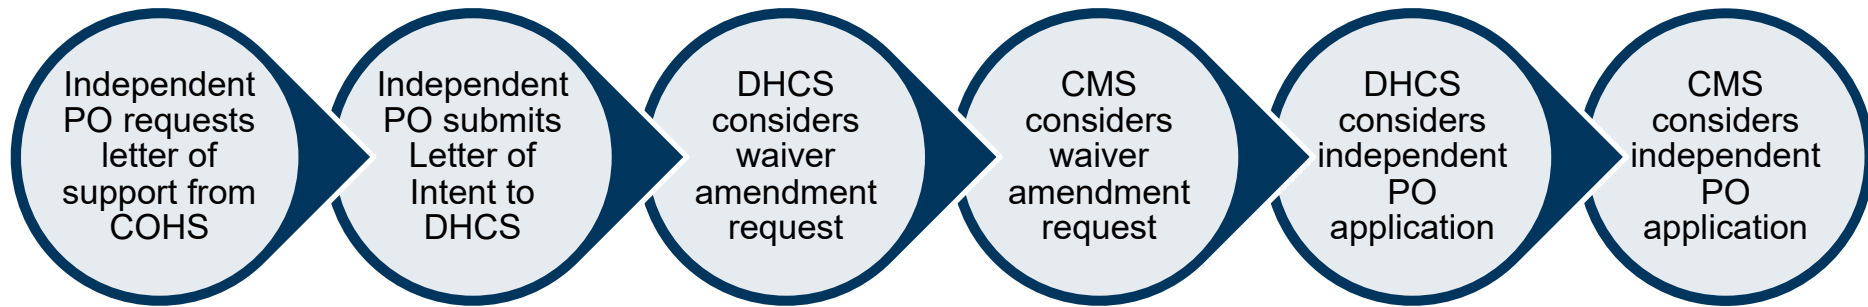 Independent
PO requests
letter of
support from
COHS
Independent
PO submits
Letter of
Intent to
DHCS
DHCS
considers
waiver
amendment
request
CMS
considers
waiver
amendment
request
DHCS
considers
independent
PO
application
CMS
considers
independent
PO
application